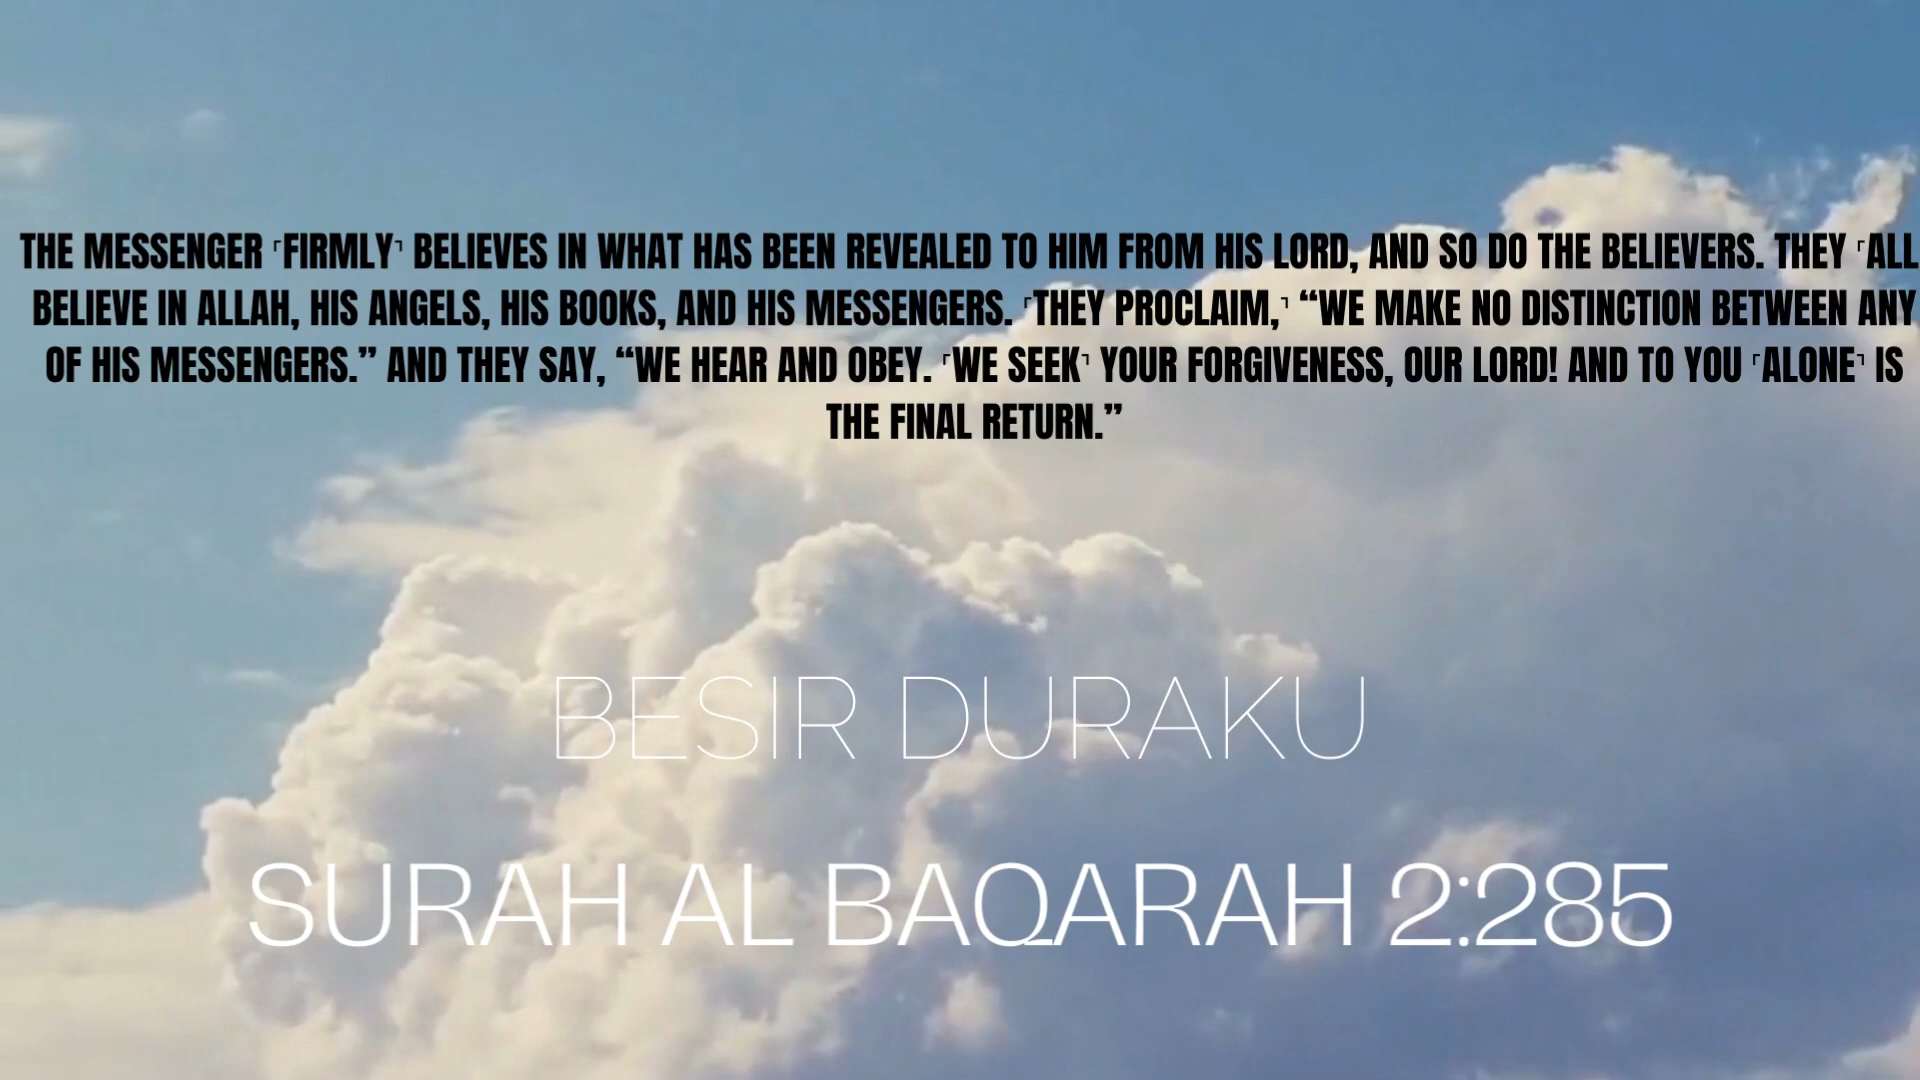 THE MESSENGER ⸢FIRMLY⸣ BELIEVES IN WHAT HAS BEEN REVEALED TO HIM FROM HIS LORD, AND SO DO THE BELIEVERS. THEY ⸢ALL
BELIEVE IN ALLAH, HIS ANGELS, HIS BOOKS, AND HIS MESSENGERS. ⸢THEY PROCLAIM,⸣ “WE MAKE NO DISTINCTION BETWEEN ANY
OF HIS MESSENGERS.” AND THEY SAY, “WE HEAR AND OBEY. ⸢WE SEEK⸣ YOUR FORGIVENESS, OUR LORD! AND TO YOU ⸢ALONE⸣ IS
THE FINAL RETURN.”
BESIR DURAKU
SURAH AL BAQARAH 2:285